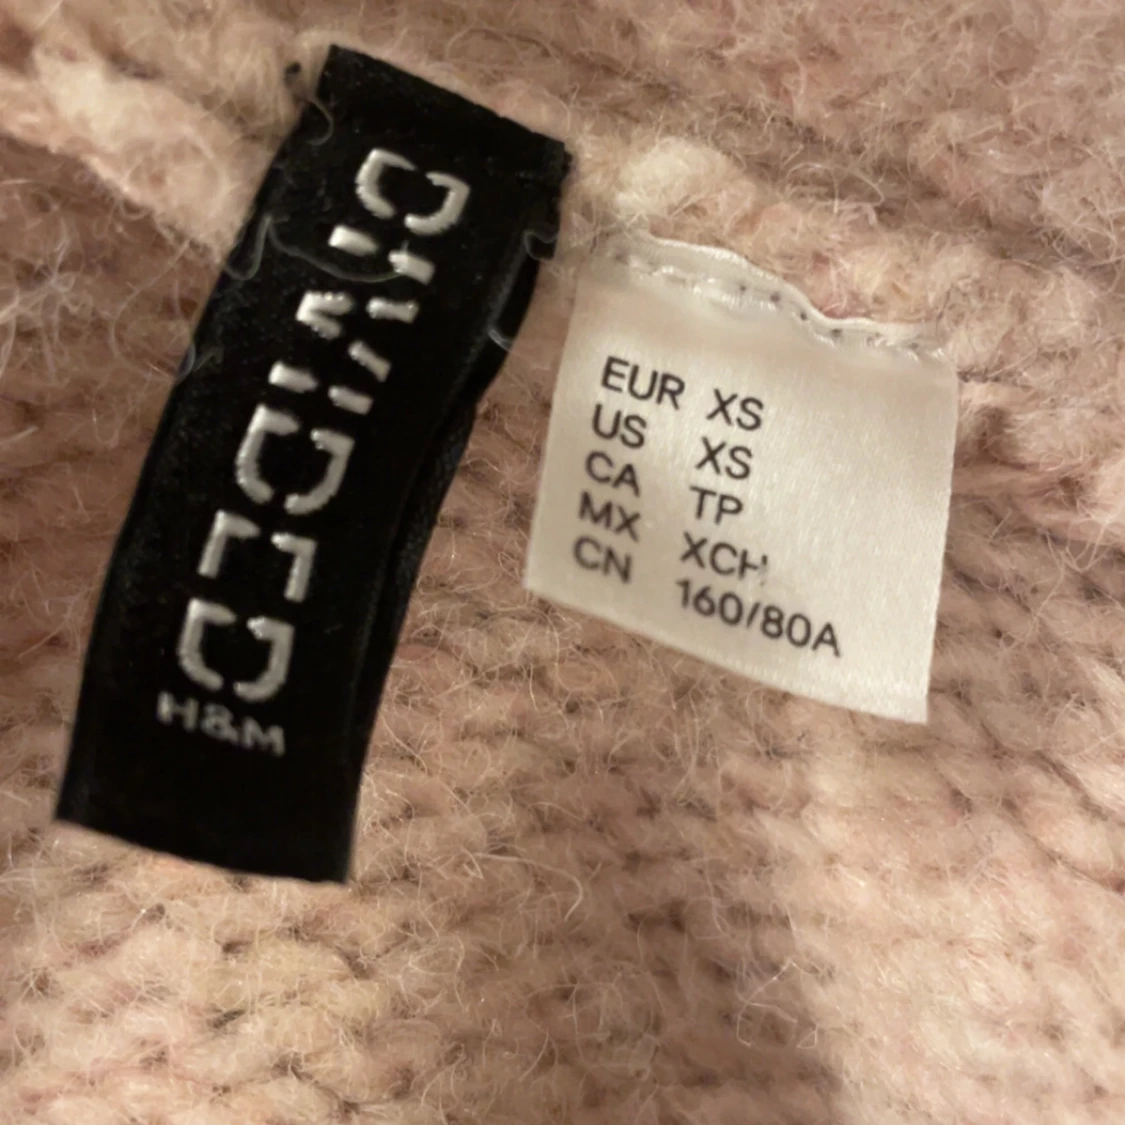 DIVIDED
H&M
EUR XS
US XS
CA TP
MX XCH
CN 160/80A